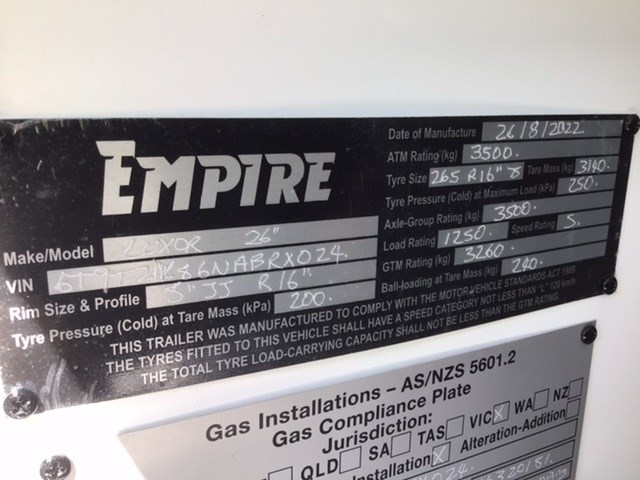 EMPIRE
Make/Model LUXOR 26"
VIN
Rim Size & Profile 8" JJ R16"
Tyre Pressure (Cold) at Tare Mass (kPa) 200.
Date of Manufacture 26/8/2022.
ATM Rating (kg) 3500.
Tyre Size 265 R16" 75 Tare Mass (kg) 3140
Tyre Pressure (Cold) at Maximum Load (kPa) 250.
Axle-Group Rating (kg) 3500.
Load Rating 1250. Speed Rating S.
GTM Rating (kg) 3260.
Ball-loading at Tare Mass (kg) 240.
THIS TRAILER WAS MANUFACTURED TO COMPLY WITH THE MOTOR VEHICLE STANDARDS ACT 1989
THE TYRES FITTED TO THIS VEHICLE SHALL HAVE A SPEED CATEGORY NOT LESS THAN "L" 120 km/h
THE TOTAL TYRE LOAD-CARRYING CAPACITY SHALL NOT BE LESS THAN THE GTM RATING.
Gas Installations – AS/NZS 5601.2
Gas Compliance Plate
Jurisdiction:
QLD SA TAS VIC X WA NZ
Installation X Alteration-Addition